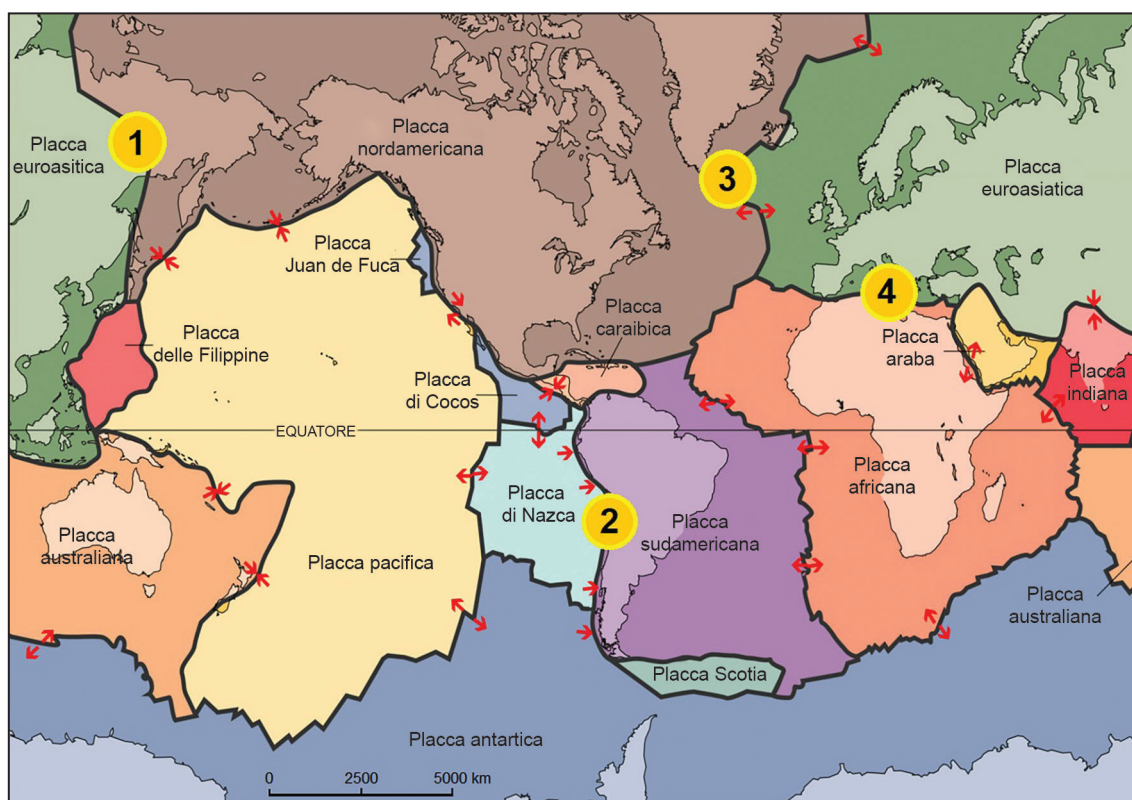 1
Placca
euroasitica
Placca
nordamericana
3
Placca
euroasiatica
Placca
Juan de Fuca
4
Placca
caraibica
Placca
delle Filippine
Placca
araba
Placca
indiana
Placca
di Cocos
EQUATORE
Placca
di Nazca
2
Placca
sudamericana
Placca
africana
Placca
australiana
Placca pacifica
Placca
australiana
Placca Scotia
Placca antartica
0 2500 5000 km